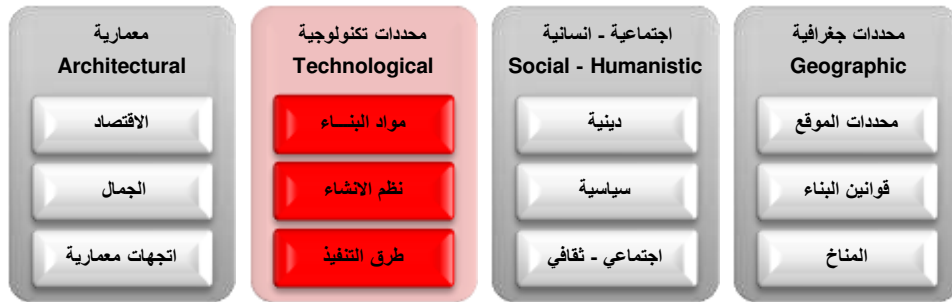 محددات جغرافية
Geographic
محددات الموقع
قوانين البناء
المناخ
اجتماعية - انسانية
Social - Humanistic
دينية
سياسية
اجتماعي - ثقافي
محددات تكنولوجية
Technological
مواد البنـــاء
نظم الانشاء
طرق التنفيذ
معمارية
Architectural
الاقتصاد
الجمال
اتجهات معمارية